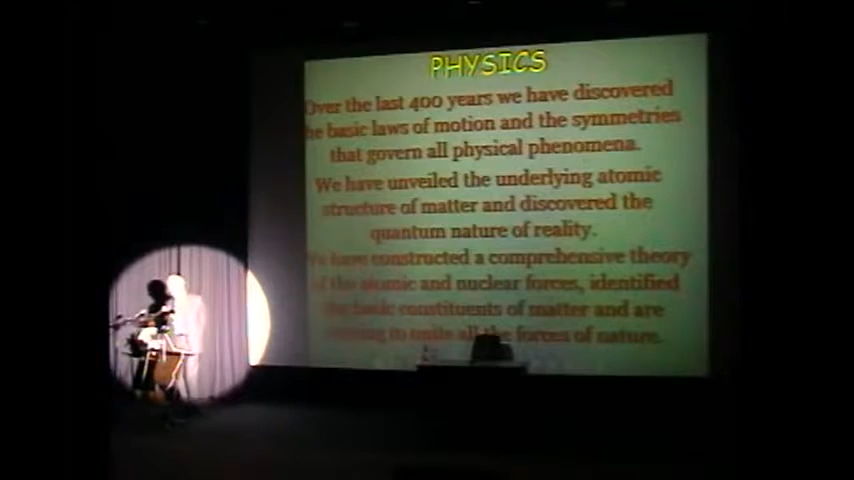 PHYSICS
Over the last 400 years we have discovered
the basic laws of motion and the symmetries
that govern all physical phenomena.
We have unveiled the underlying atomic
structure of matter and discovered the
quantum nature of reality.
We have constructed a comprehensive theory
of the atomic and nuclear forces, identified
the basic constituents of matter and are
to unite all the forces of nature.